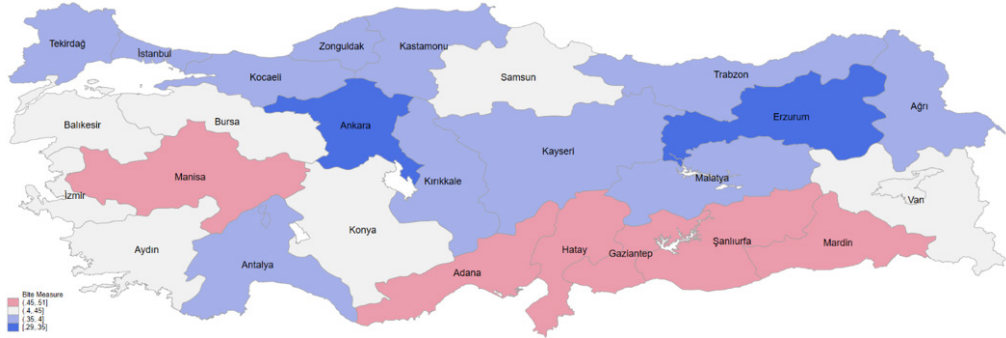 Tekirdağ
İstanbul
Zonguldak
Kastamonu
Kocaeli
Samsun
Trabzon
Ağrı
Balıkesir
Bursa
Ankara
Erzurum
Kayseri
Manisa
Kırıkkale
Malatya
İzmir
Van
Aydın
Konya
Antalya
Adana
Hatay
Gaziantep
Şanlıurfa
Mardin
Bite Measure
(.45,.51]
(.4,.45]
(.35,.4]
[.29,.35]